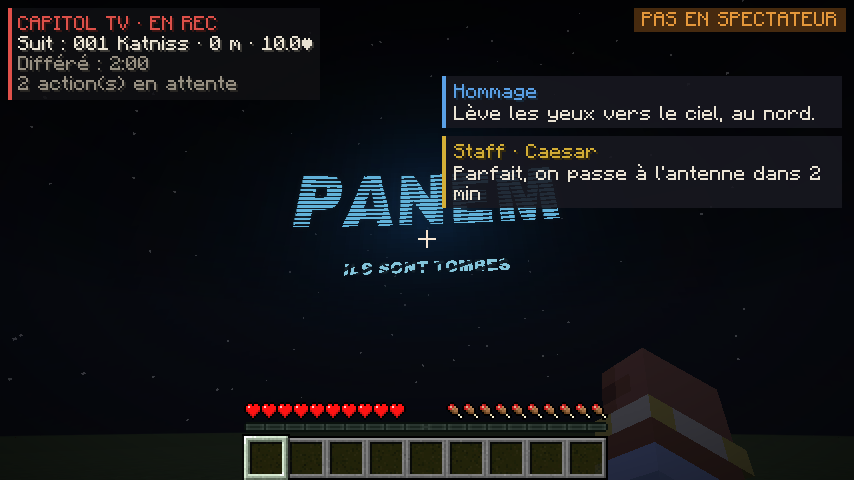 CAPITOL TV · EN REC
Suit : 001 Katniss · 0 m · 10.0♥
Différé : 2:00
2 action(s) en attente
PAS EN SPECTATEUR
Hommage
Lève les yeux vers le ciel, au nord.
Staff · Caesar
Parfait, on passe à l'antenne dans 2
min
PANEM
ILS SONT TOMBES